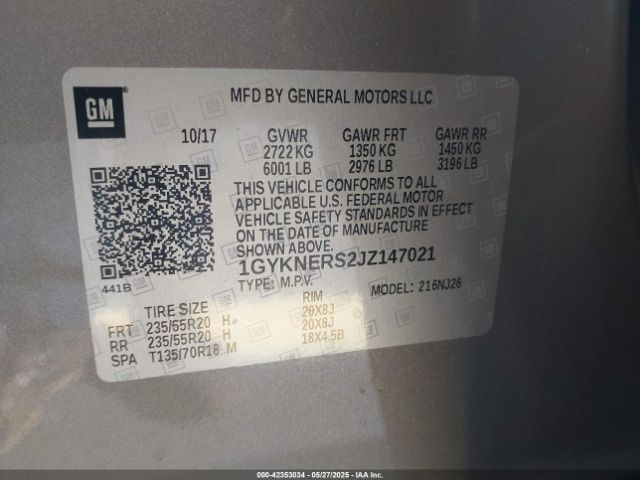 GM
MFD BY GENERAL MOTORS LLC
10/17 GVWR GAWR FRT GAWR RR
2722 KG 1350 KG 1450 KG
6001 LB 2976 LB 3196 LB
THIS VEHICLE CONFORMS TO ALL
APPLICABLE U.S. FEDERAL MOTOR
VEHICLE SAFETY STANDARDS IN EFFECT
ON THE DATE OF MANUFACTURE
SHOWN ABOVE.
1GYKNERS2JZ147021
441B
TYPE: M.P.V. MODEL: 216NJ26
TIRE SIZE RIM
FRT 235/55R20 H 20X8J
RR 235/55R20 H 20X8J
SPA T135/70R18 M 18X4.5B
000-42353034 - 05/27/2025 - IAAI.com